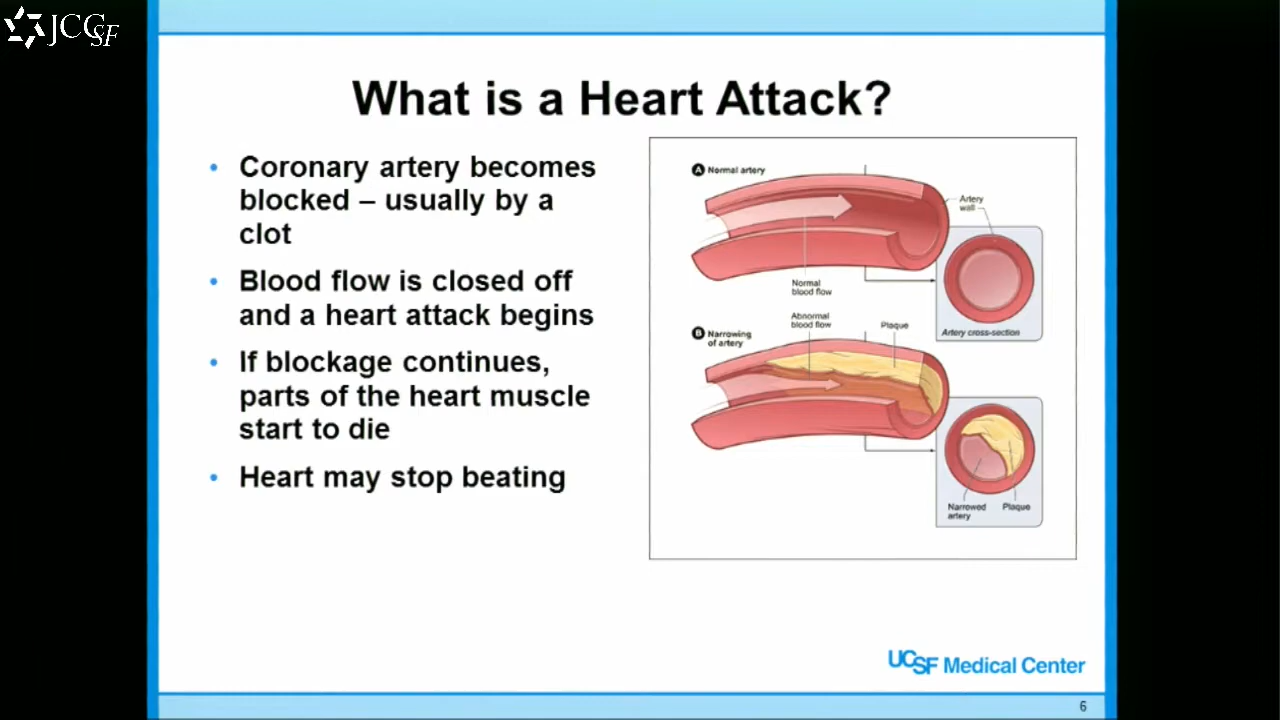 JCCSF
What is a Heart Attack?
• Coronary artery becomes
blocked – usually by a
clot
• Blood flow is closed off
and a heart attack begins
• If blockage continues,
parts of the heart muscle
start to die
• Heart may stop beating
A Normal artery
Artery
wall
Normal
blood flow
Artery cross-section
Abnormal
blood flow
Plaque
B Narrowing
of artery
Narrowed
artery
Plaque
UCSF Medical Center
6